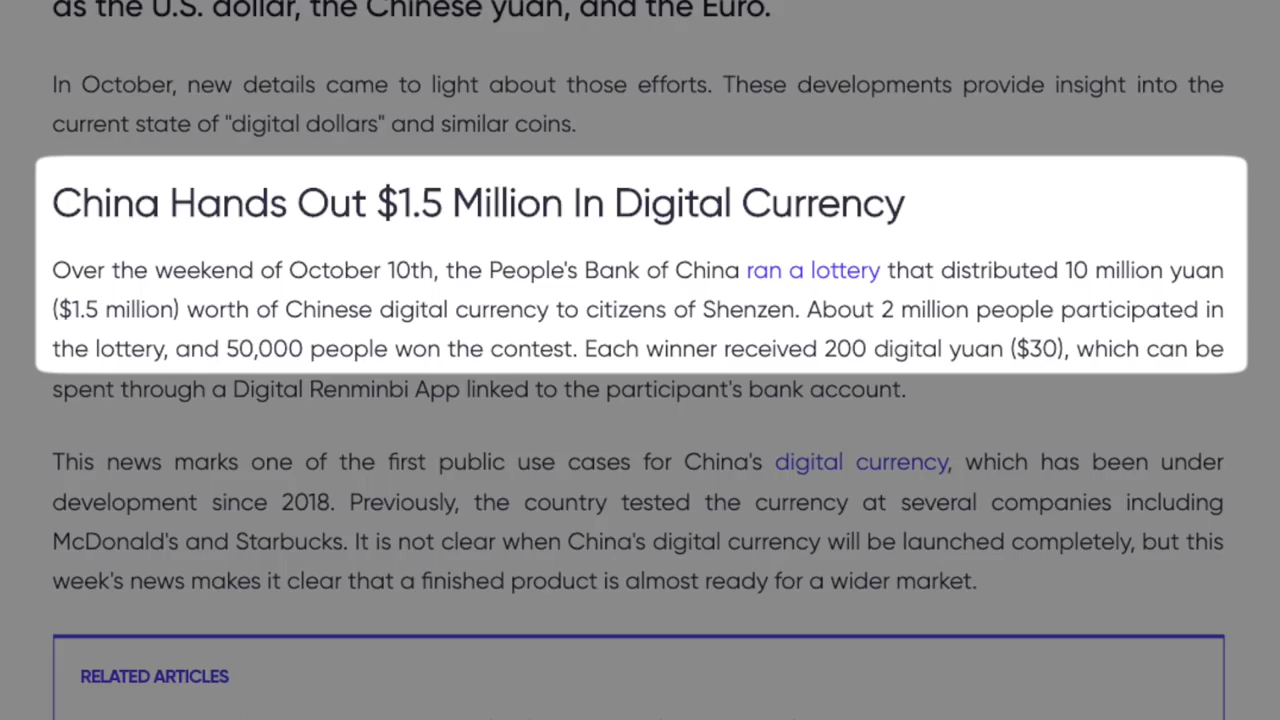 as the U.S. dollar, the Chinese yuan, and the Euro.
In October, new details came to light about those efforts. These developments provide insight into the
current state of "digital dollars" and similar coins.
China Hands Out $1.5 Million In Digital Currency
Over the weekend of October 10th, the People's Bank of China ran a lottery that distributed 10 million yuan
($1.5 million) worth of Chinese digital currency to citizens of Shenzen. About 2 million people participated in
the lottery, and 50,000 people won the contest. Each winner received 200 digital yuan ($30), which can be
spent through a Digital Renminbi App linked to the participant's bank account.
This news marks one of the first public use cases for China's digital currency, which has been under
development since 2018. Previously, the country tested the currency at several companies including
McDonald's and Starbucks. It is not clear when China's digital currency will be launched completely, but this
week's news makes it clear that a finished product is almost ready for a wider market.
RELATED ARTICLES